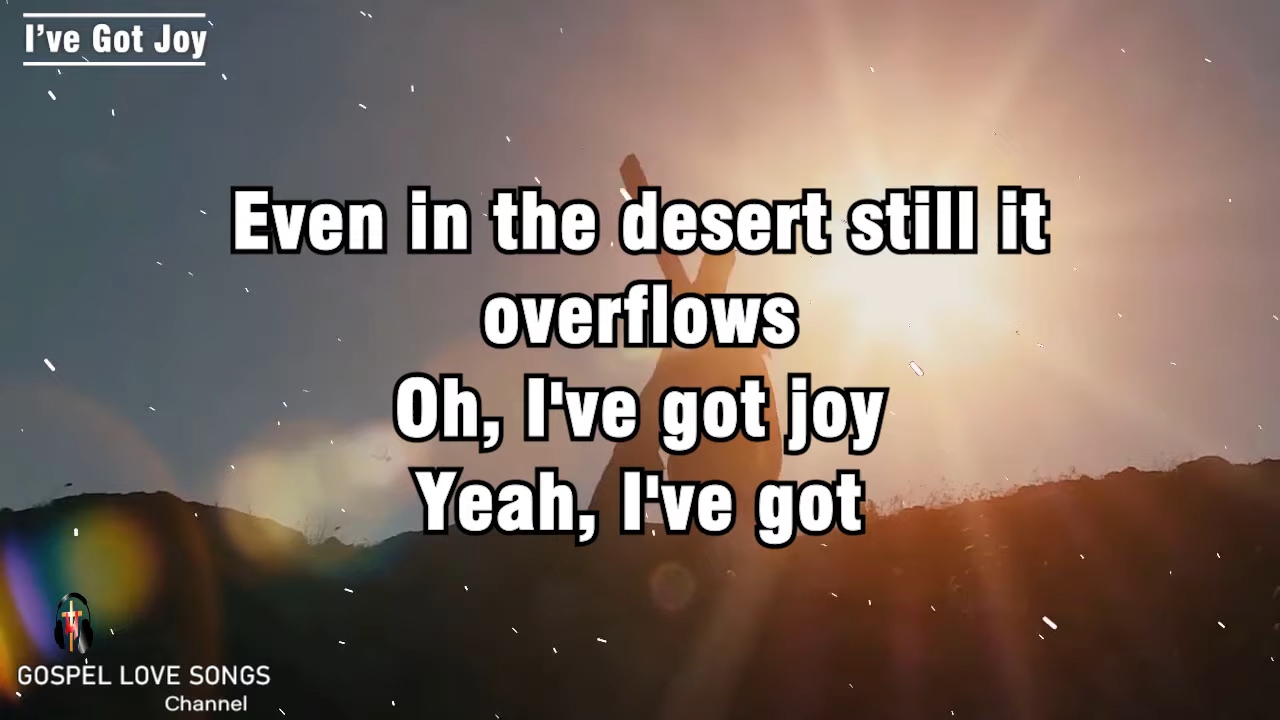 I’ve Got Joy
Even in the desert still it
overflows
Oh, I've got joy
Yeah, I've got
GOSPEL LOVE SONGS
Channel